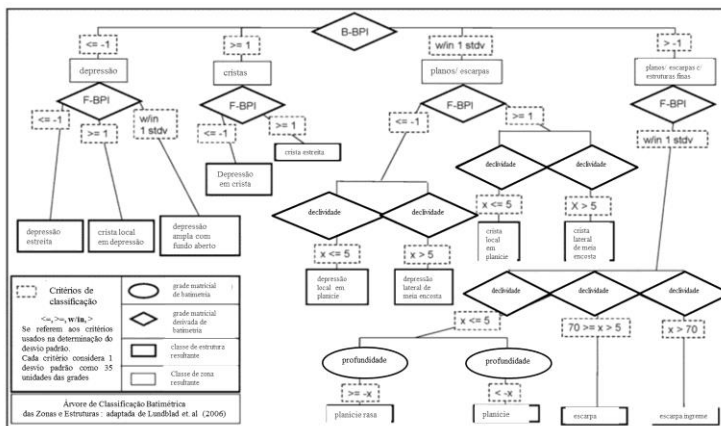 B-BPI
<= -1
>= 1
w/in 1 stdv
> -1
depressão
cristas
planos/ escarpas
planos/ escarpas c/
estruturas finas
F-BPI
F-BPI
F-BPI
F-BPI
<= -1
>= 1
w/in
1 stdv
<= -1
>= 1
<= -1
>= 1
w/in 1 stdv
crista estreita
Depressão
em crista
declividade
declividade
x <= 5
X > 5
declividade
declividade
depressão
estreita
crista local
em depressão
depressão
ampla com
fundo aberto
crista
local
em
planície
crista
lateral
de meia
encosta
x <= 5
x > 5
depressão
local em
planície
depressão
lateral de
meia encosta
declividade
declividade
declividade
x <= 5
70 >= x > 5
x > 70
profundidade
profundidade
>= -x
< -x
planície rasa
planície
escarpa
escarpa íngreme
Critérios de
classificação
<=, >=, w/in, >
Se referem aos critérios
usados na determinação do
desvio padrão.
Cada critério considera 1
desvio padrão como 35
unidades das grades
grade matricial
de batimetria
grade matricial
derivada de
batimetria
classe de estrutura
resultante
Classe de zona
resultante
Árvore de Classificação Batimétrica
das Zonas e Estruturas : adaptada de Lundblad et. al (2006)